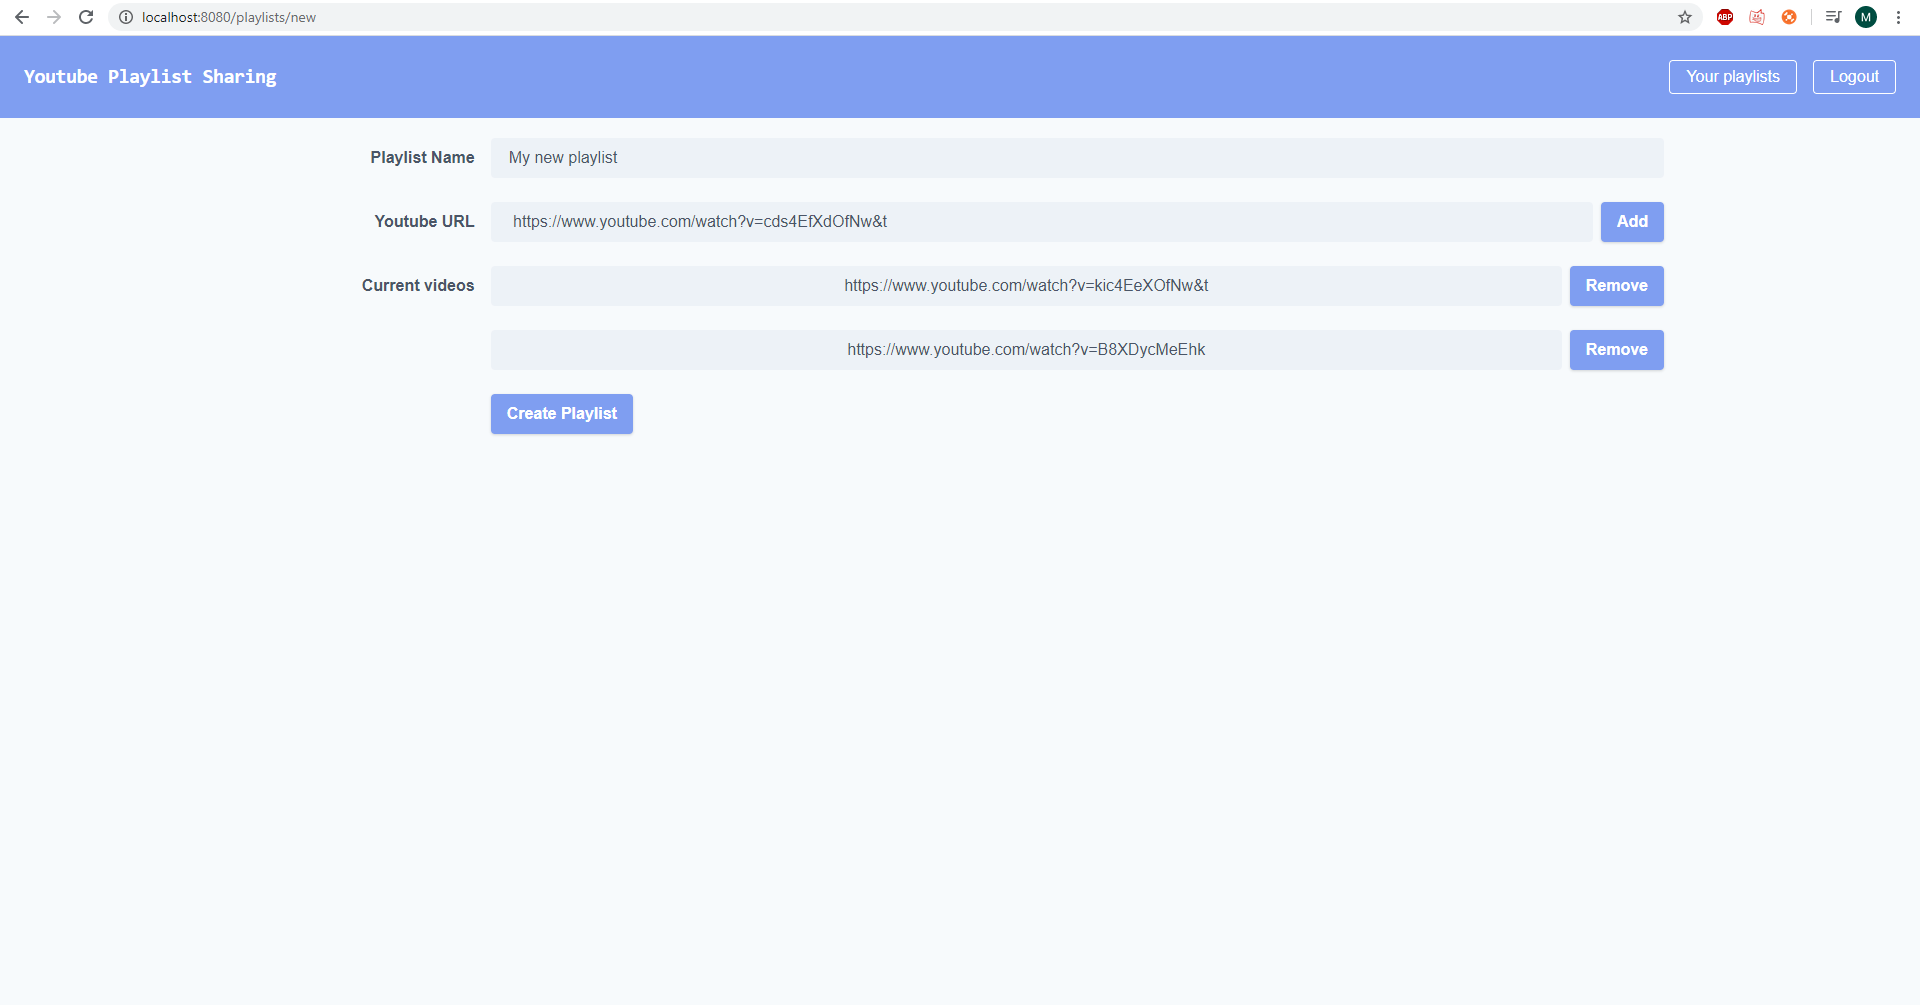 localhost:8080/playlists/new
ABP
M
Youtube Playlist Sharing
Your playlists
Logout
Playlist Name
My new playlist
Youtube URL
https://www.youtube.com/watch?v=cds4EfXdOfNw&t
Add
Current videos
https://www.youtube.com/watch?v=kic4EeXOfNw&t
Remove
https://www.youtube.com/watch?v=B8XDycMeEhk
Remove
Create Playlist